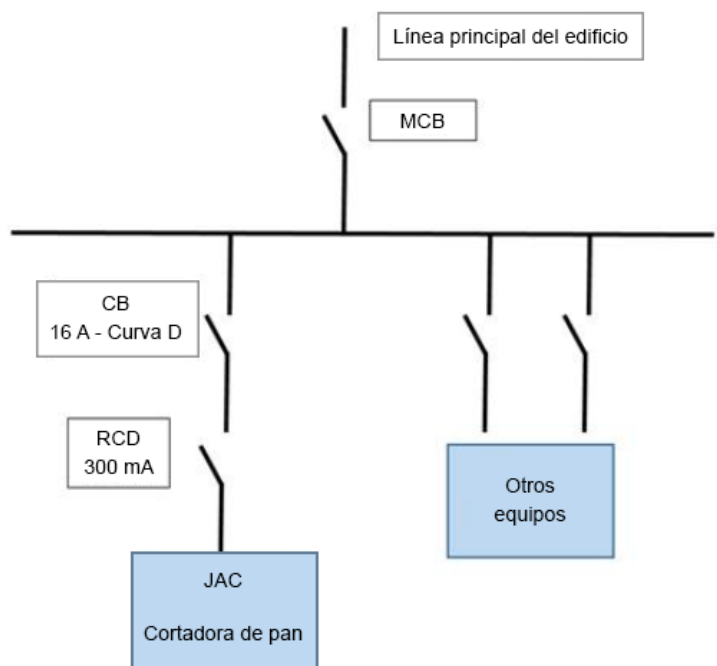 Línea principal del edificio
MCB
CB
16 A - Curva D
RCD
300 mA
Otros
equipos
JAC
Cortadora de pan